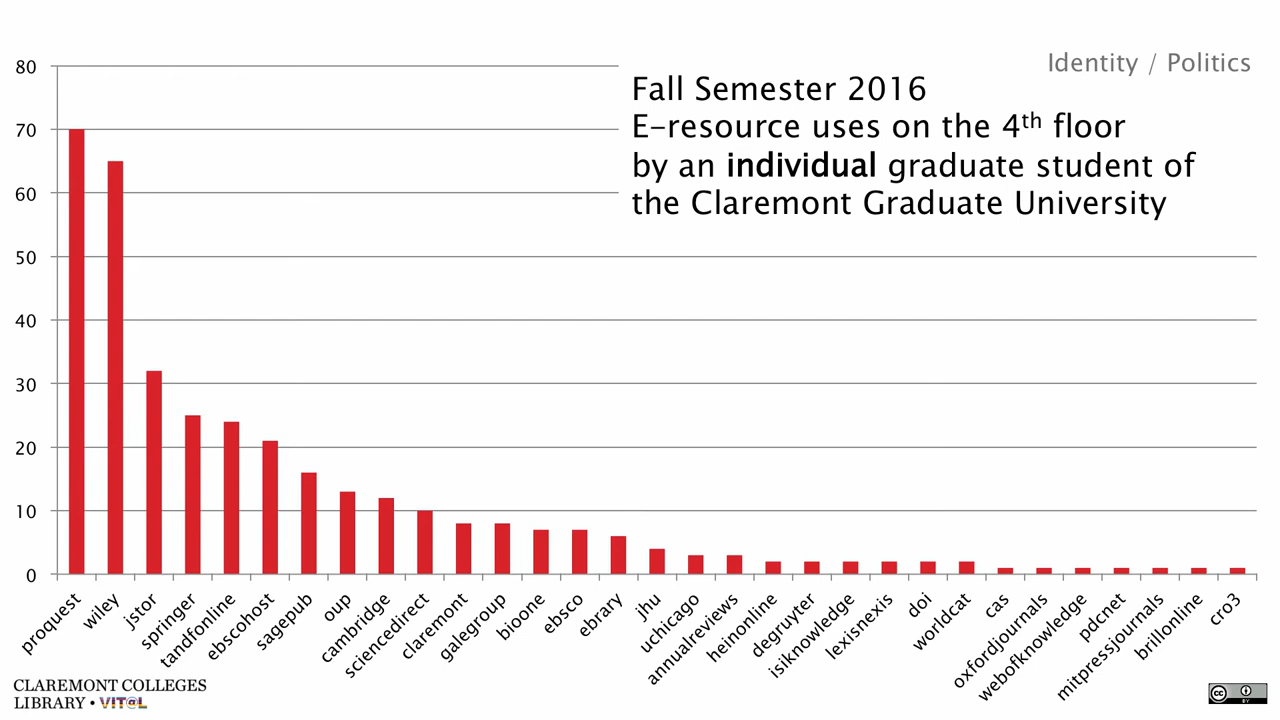 Identity / Politics
Fall Semester 2016
E-resource uses on the 4th floor
by an individual graduate student of
the Claremont Graduate University
80
70
60
50
40
30
20
10
0
proquest
wiley
jstor
springer
tandfonline
ebscohost
sagepub
oup
cambridge
sciencedirect
claremont
galegroup
bioone
ebsco
ebrary
jhu
uchicago
annualreviews
heinonline
degruyter
isiknowledge
lexisnexis
doi
worldcat
cas
oxfordjournals
webofknowledge
pdcnet
mitpressjournals
brillonline
cro3
CLAREMONT COLLEGES
LIBRARY • VIT@L
cc
BY